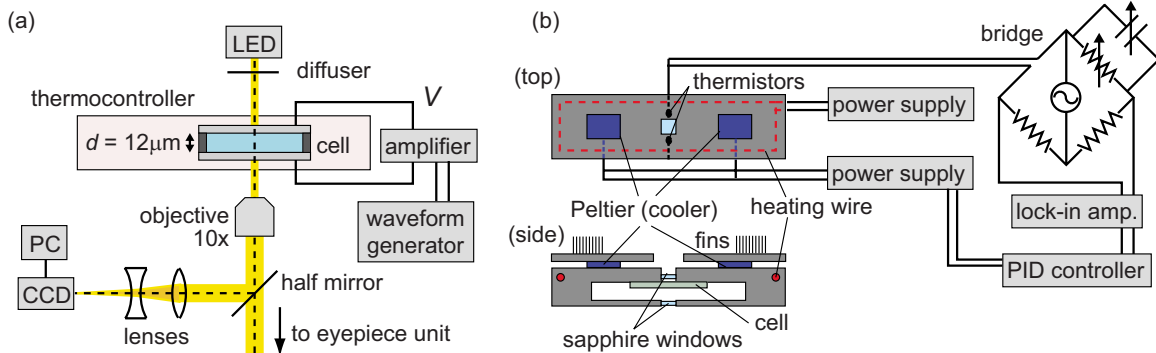 (a)
LED
diffuser
thermocontroller
V
d = 12μm
cell
amplifier
waveform
generator
objective
10x
PC
CCD
half mirror
lenses
to eyepiece unit
(b)
bridge
(top)
thermistors
power supply
power supply
Peltier (cooler)
heating wire
lock-in amp.
(side)
fins
PID controller
cell
sapphire windows